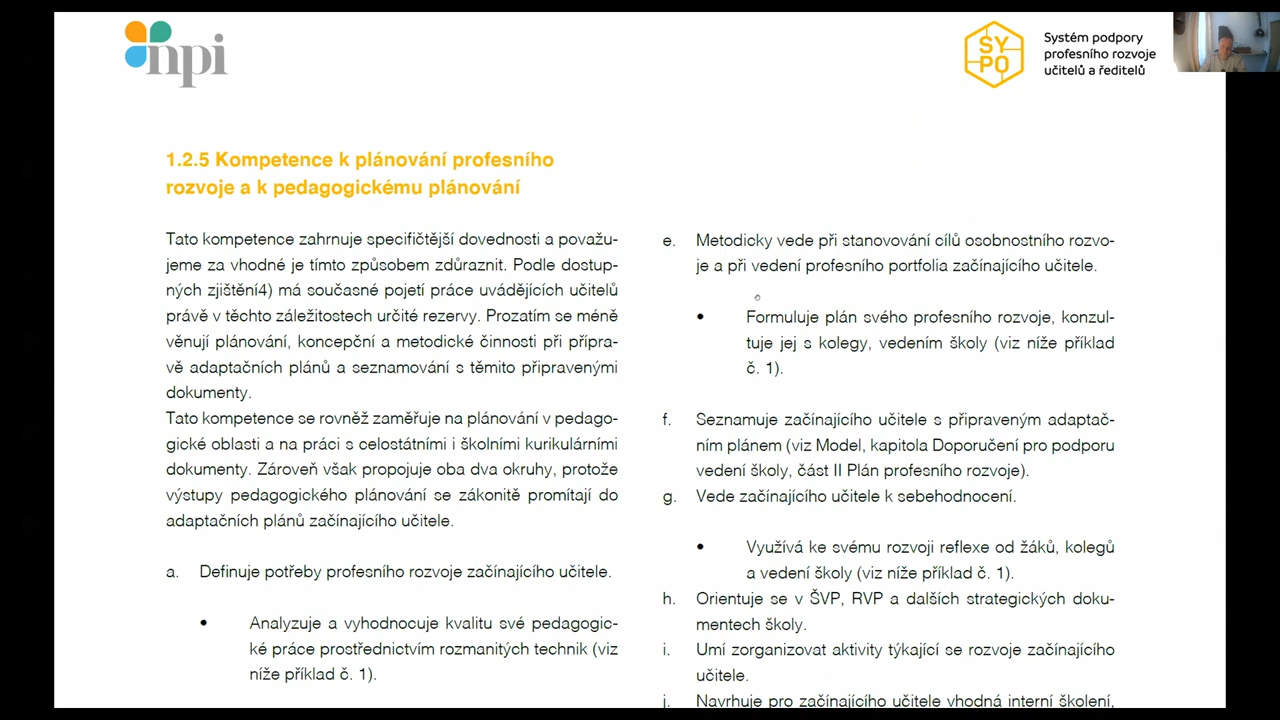 npi
SY
PO
Systém podpory
profesního rozvoje
učitelů a ředitelů
1.2.5 Kompetence k plánování profesního
rozvoje a k pedagogickému plánování
Tato kompetence zahrnuje specifičtější dovednosti a považu-
jeme za vhodné je tímto způsobem zdůraznit. Podle dostup-
ných zjištění4) má současné pojetí práce uvádějících učitelů
právě v těchto záležitostech určité rezervy. Prozatím se méně
věnují plánování, koncepční a metodické činnosti při přípra-
vě adaptačních plánů a seznamování s těmito připravenými
dokumenty.
Tato kompetence se rovněž zaměřuje na plánování v pedago-
gické oblasti a na práci s celostátními i školními kurikulárními
dokumenty. Zároveň však propojuje oba dva okruhy, protože
výstupy pedagogického plánování se zákonitě promítají do
adaptačních plánů začínajícího učitele.
a. Definuje potřeby profesního rozvoje začínajícího učitele.
• Analyzuje a vyhodnocuje kvalitu své pedagogic-
ké práce prostřednictvím rozmanitých technik (viz
níže příklad č. 1).
e. Metodicky vede při stanovování cílů osobnostního rozvo-
je a při vedení profesního portfolia začínajícího učitele.
• Formuluje plán svého profesního rozvoje, konzul-
tuje jej s kolegy, vedením školy (viz níže příklad
č. 1).
f. Seznamuje začínajícího učitele s připraveným adaptač-
ním plánem (viz Model, kapitola Doporučení pro podporu
vedení školy, část II Plán profesního rozvoje).
g. Vede začínajícího učitele k sebehodnocení.
• Využívá ke svému rozvoji reflexe od žáků, kolegů
a vedení školy (viz níže příklad č. 1).
h. Orientuje se v ŠVP, RVP a dalších strategických doku-
mentech školy.
i. Umí zorganizovat aktivity týkající se rozvoje začínajícího
učitele.
j. Navrhuje pro začínajícího učitele vhodná interní školení,